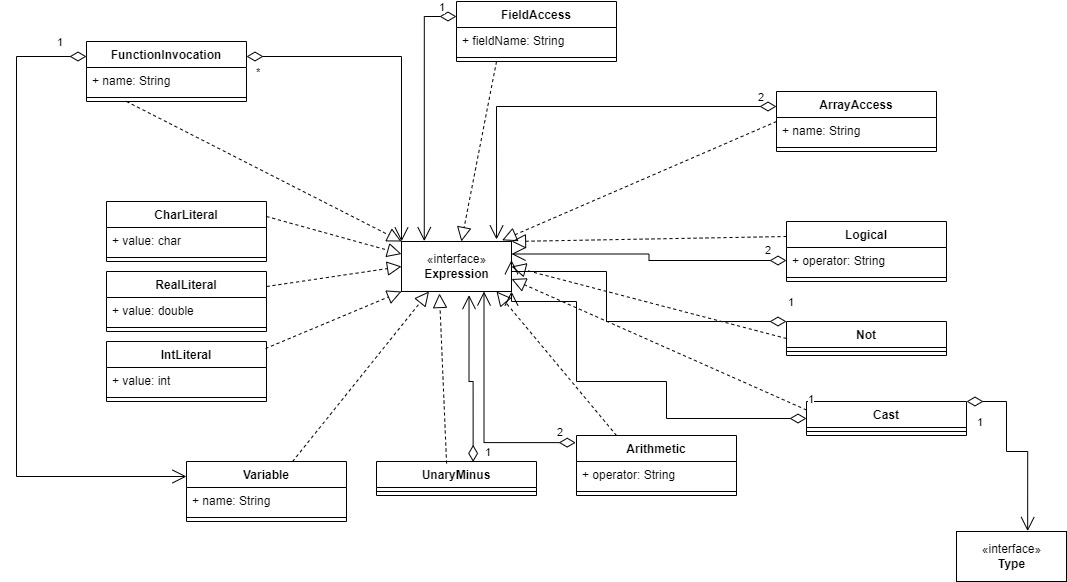 1
FieldAccess
+ fieldName: String
1
FunctionInvocation
+ name: String
*
2
ArrayAccess
+ name: String
CharLiteral
+ value: char
RealLiteral
+ value: double
IntLiteral
+ value: int
«interface»
Expression
Logical
+ operator: String
2
1
Not
1
Cast
1
2
Arithmetic
+ operator: String
1
UnaryMinus
Variable
+ name: String
«interface»
Type